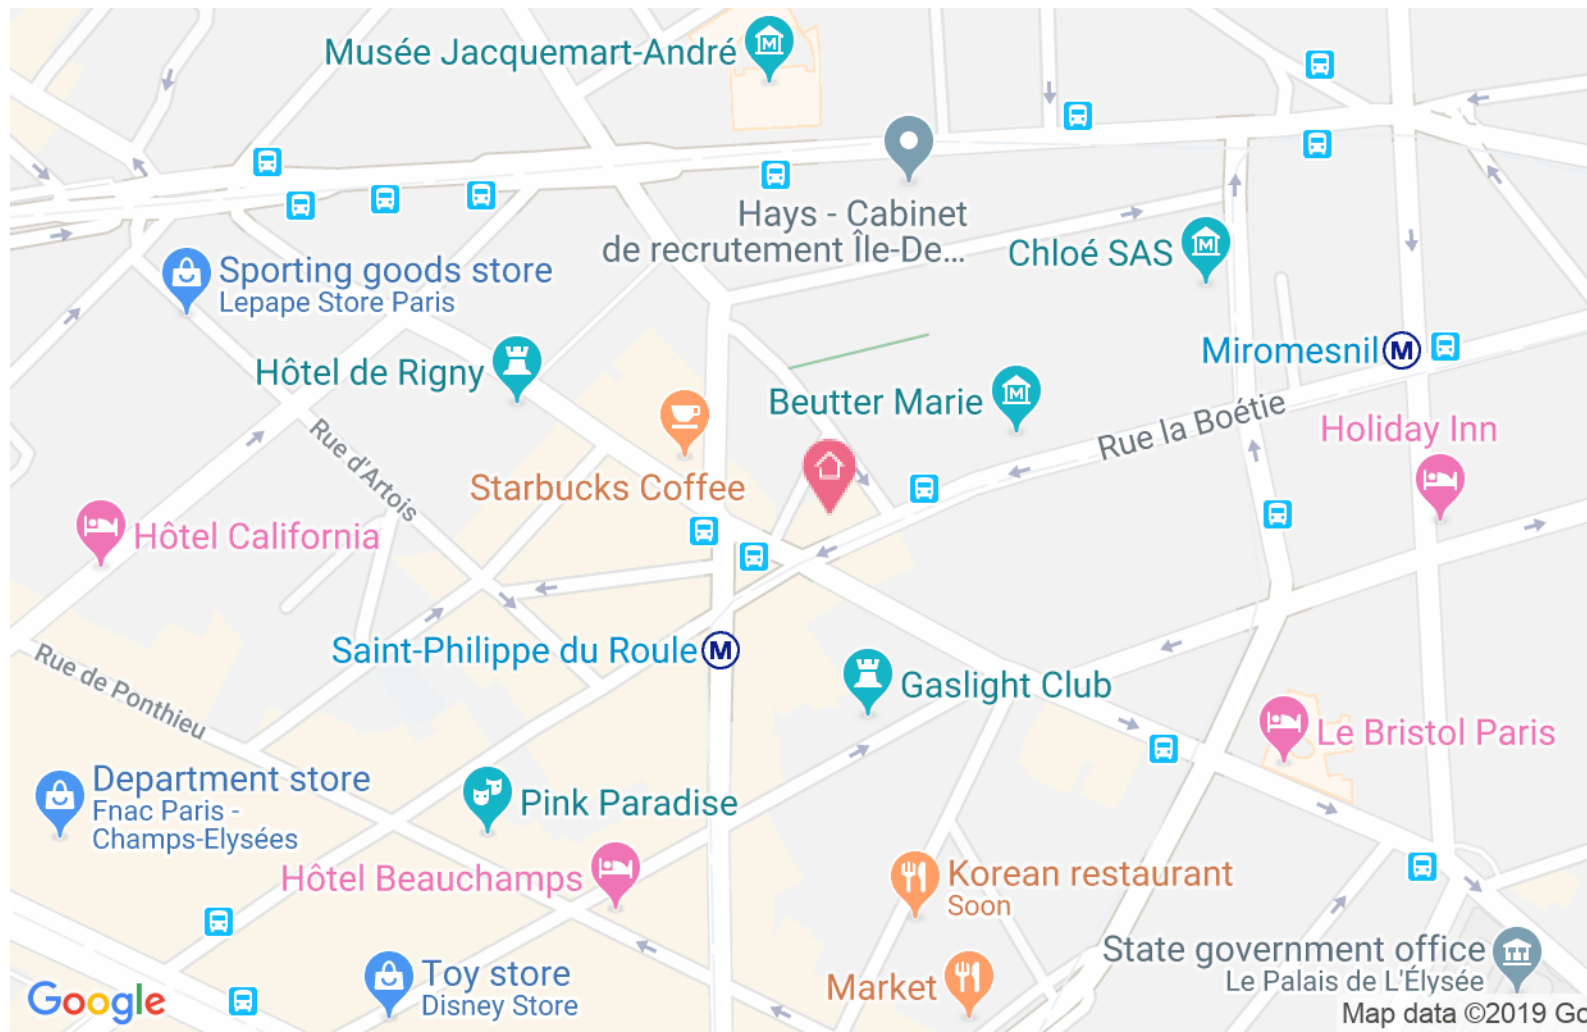 Musée Jacquemart-André
Hays - Cabinet
de recrutement Île-De...
Chloé SAS
Sporting goods store
Lepape Store Paris
Miromesnil M
Hôtel de Rigny
Beutter Marie
Rue la Boétie
Holiday Inn
Rue d'Artois
Starbucks Coffee
Hôtel California
Saint-Philippe du Roule M
Rue de Ponthieu
Gaslight Club
Le Bristol Paris
Department store
Fnac Paris -
Champs-Elysées
Pink Paradise
Hôtel Beauchamps
Korean restaurant
Soon
State government office
Le Palais de L'Élysée
Toy store
Disney Store
Market
Google
Map data ©2019 Go